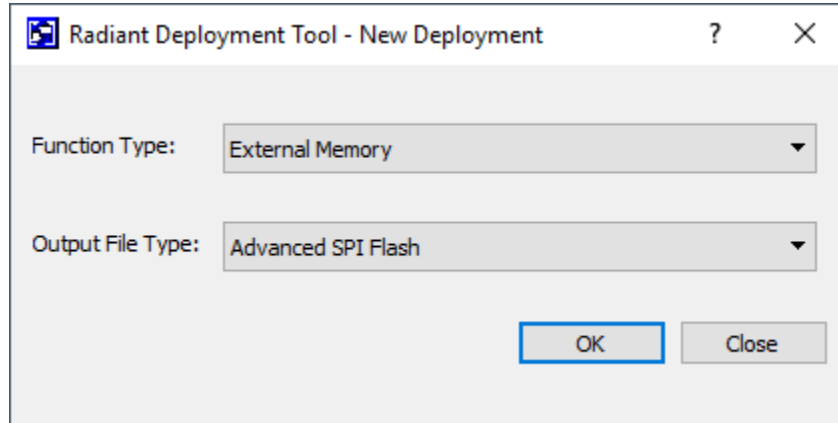 Radiant Deployment Tool - New Deployment ? ×
Function Type: External Memory
Output File Type: Advanced SPI Flash
OK Close